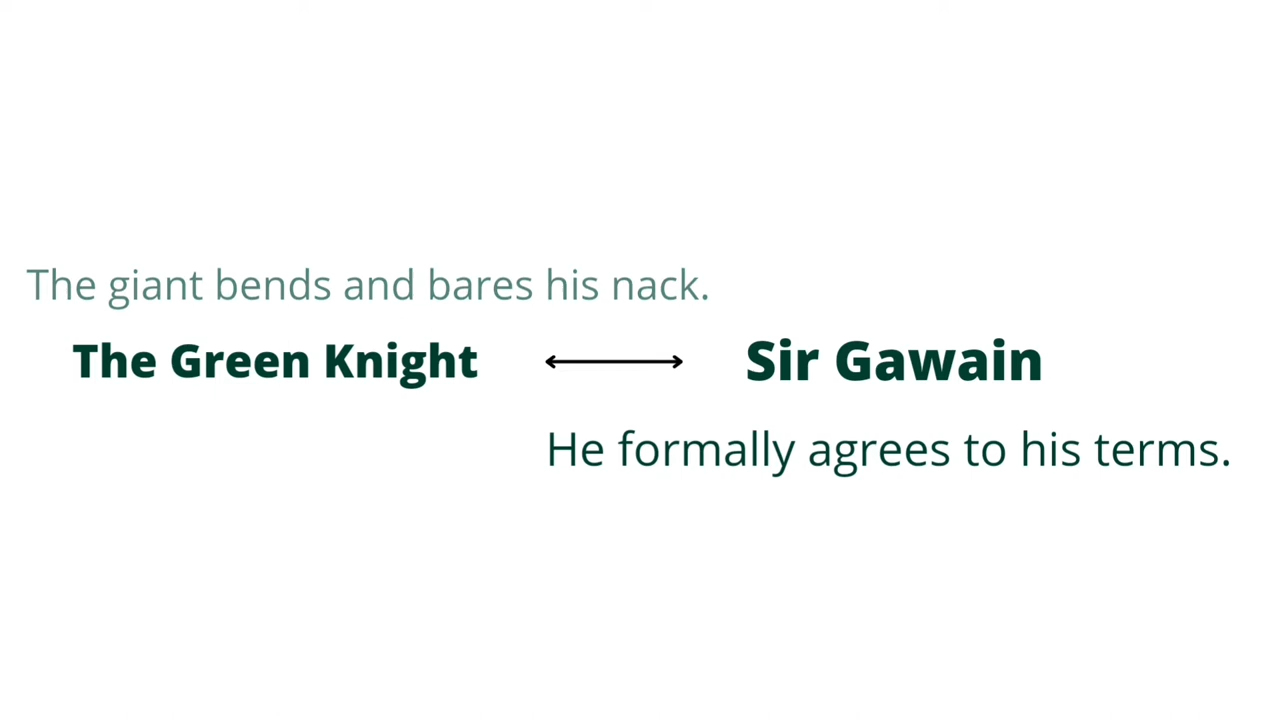 The giant bends and bares his nack.
The Green Knight
Sir Gawain
He formally agrees to his terms.